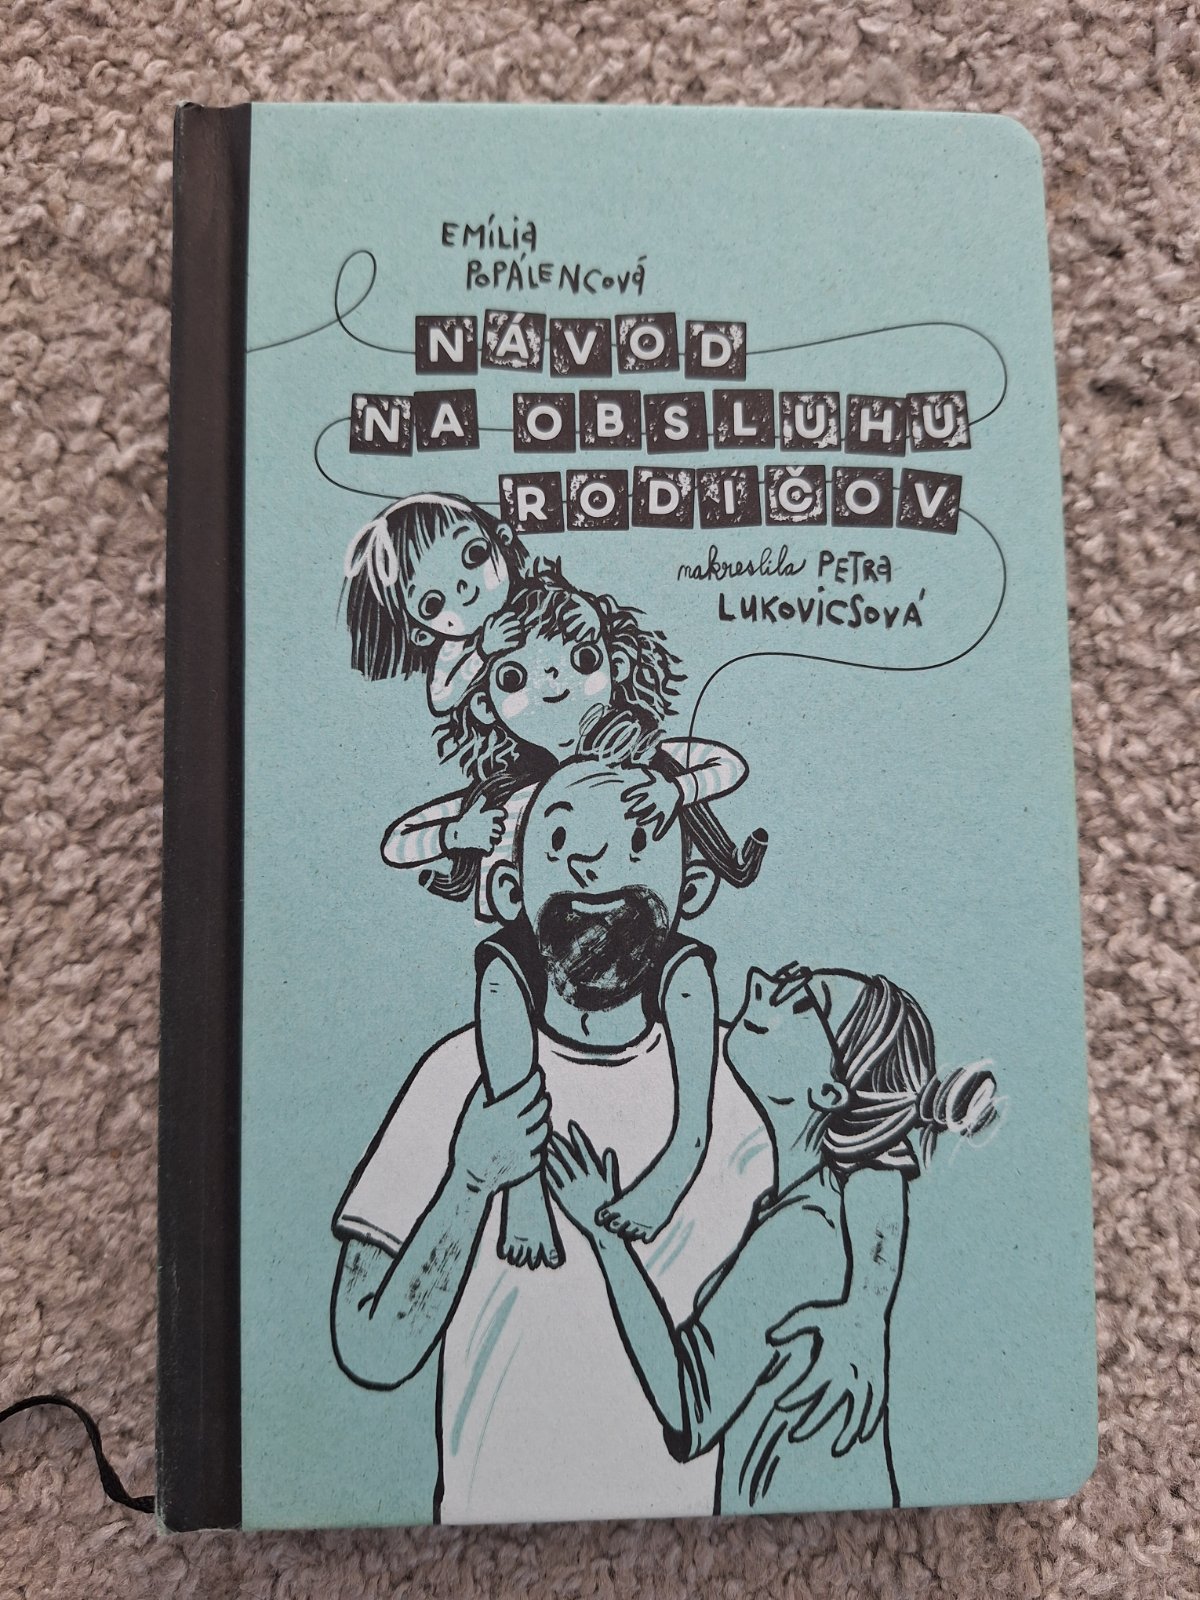 EMÍLIA
POPÁLENCOVÁ
NÁVOD
NA OBSLUHU
RODIČOV
nakreslila PETRA
LUKOVICSOVÁ